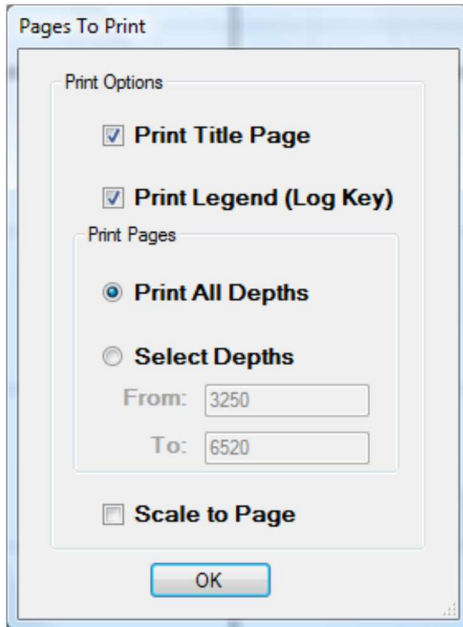 Pages To Print
Print Options
Print Title Page
Print Legend (Log Key)
Print Pages
Print All Depths
Select Depths
From: 3250
To: 6520
Scale to Page
OK